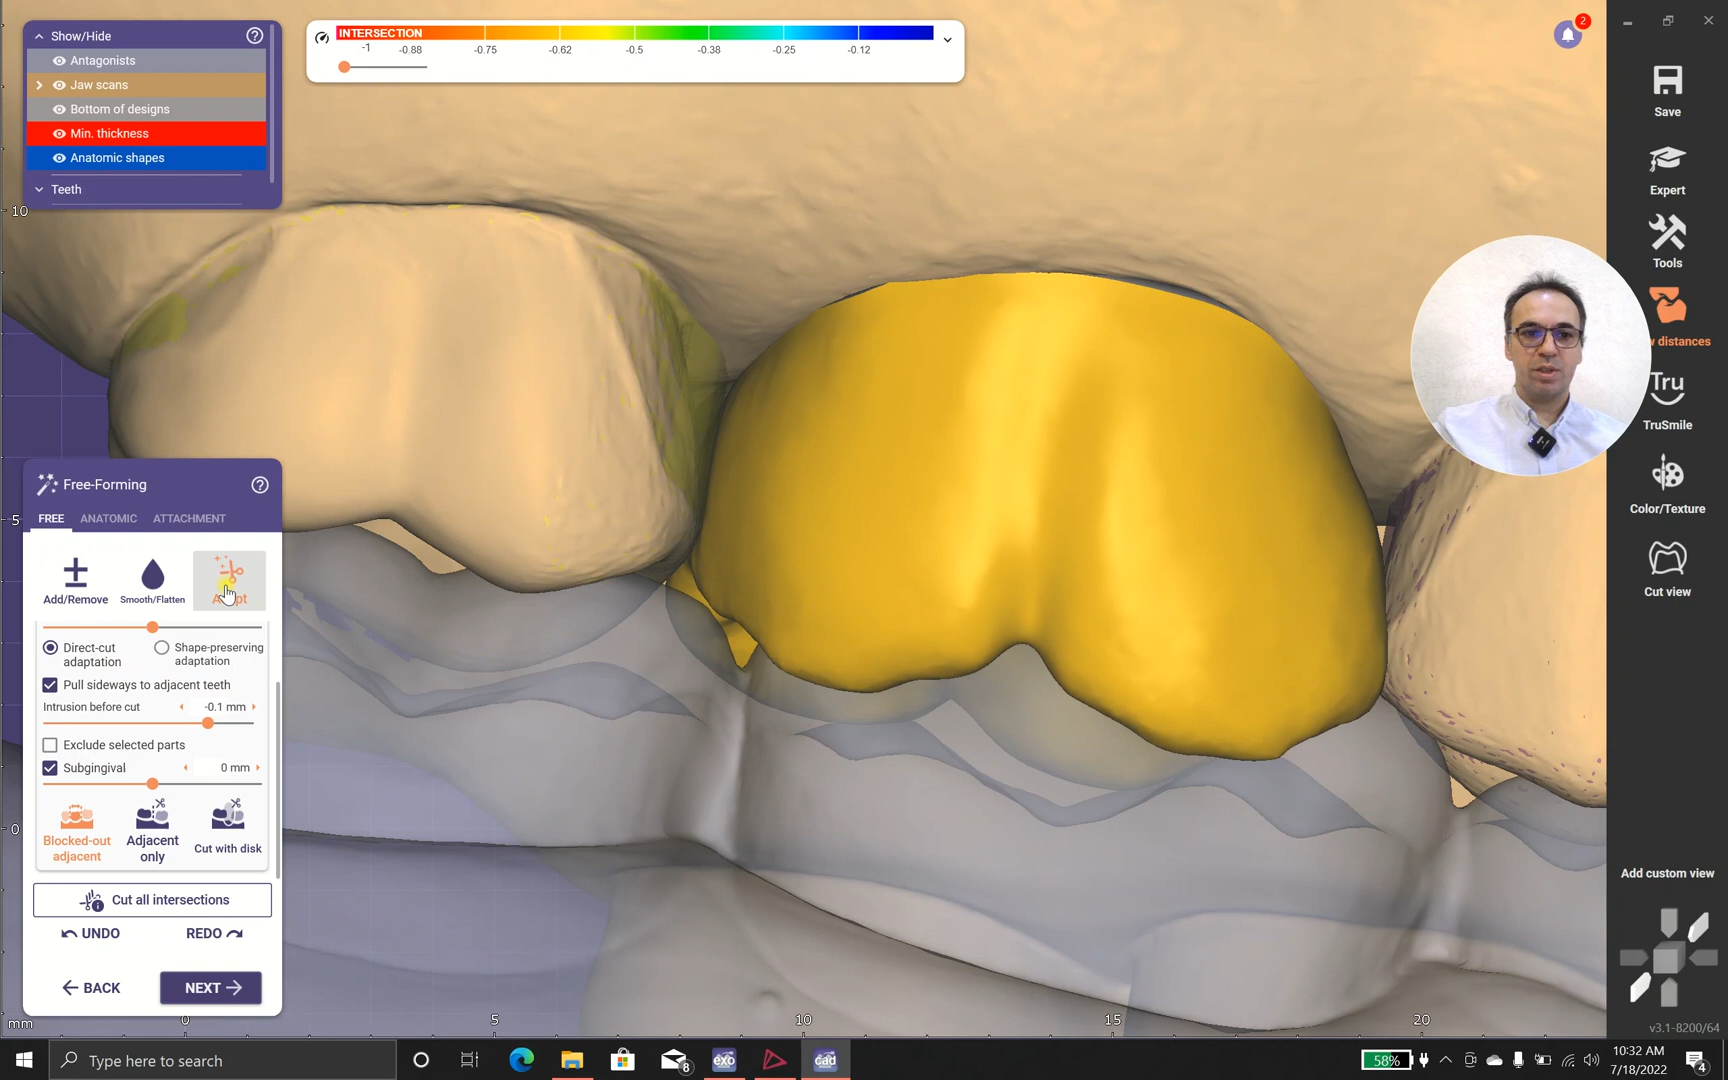 Show/Hide
Antagonists
Jaw scans
Bottom of designs
Min. thickness
Anatomic shapes
Teeth
INTERSECTION
-1 -0.88 -0.75 -0.62 -0.5 -0.38 -0.25 -0.12
2
Save
Expert
Tools
distances
TruSmile
Tru
Color/Texture
Cut view
Add custom view
v3.1-8200/64
10
5
0
mm
0 5 10 15 20
Free-Forming
FREE ANATOMIC ATTACHMENT
Add/Remove
Smooth/Flatten
Direct-cut adaptation
Shape-preserving adaptation
Pull sideways to adjacent teeth
Intrusion before cut -0.1 mm
Exclude selected parts
Subgingival 0 mm
Blocked-out adjacent
Adjacent only
Cut with disk
Cut all intersections
UNDO REDO
BACK NEXT
Type here to search
8
exo
cad
58%
10:32 AM
7/18/2022
4